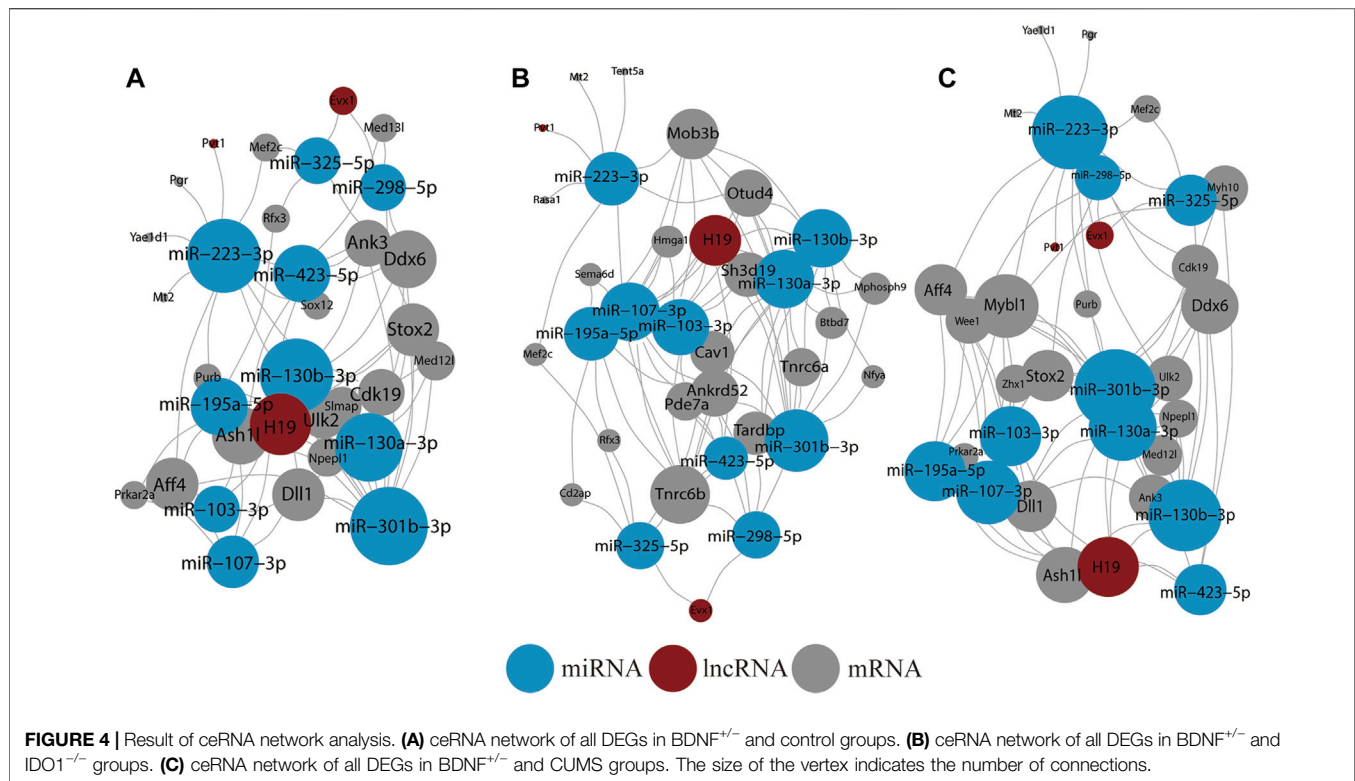 A
Evx1
Med13l
Pvt1
Mef2c
miR-325-5p
Pgr
miR-298-5p
Rfx3
Yae1d1
Ank3
miR-223-3p
Ddx6
miR-423-5p
Mt2
Sox12
Stox2
Med12l
miR-130b-3p
Purb
Cdk19
miR-195a-5p
Slmap
Ulk2
H19
Ash1l
miR-130a-3p
Npepl1
Aff4
Prkar2a
Dll1
miR-103-3p
miR-301b-3p
miR-107-3p
B
Mt2
Tent5a
Pvt1
Mob3b
miR-223-3p
Rasa1
Otud4
Hmga1
H19
miR-130b-3p
Sema6d
Sh3d19
miR-130a-3p
Mphosph9
miR-107-3p
miR-103-3p
miR-195a-5p
Btbd7
Mef2c
Cav1
Tnrc6a
Nfya
Ankrd52
Pde7a
Tardbp
Rfx3
miR-301b-3p
miR-423-5p
Cd2ap
Tnrc6b
miR-325-5p
miR-298-5p
Evx1
C
Yae1d1
Pgr
Mt2
Mef2c
miR-223-3p
miR-298-5p
Myh10
miR-325-5p
Evx1
Pvt1
Cdk19
Aff4
Mybl1
Purb
Ddx6
Wee1
Zhx1
Stox2
Ulk2
miR-301b-3p
Npepl1
miR-103-3p
miR-130a-3p
Prkar2a
Med12l
miR-195a-5p
miR-107-3p
Ank3
Dll1
miR-130b-3p
Ash1l
H19
miR-423-5p
miRNA
lncRNA
mRNA
FIGURE 4 | Result of ceRNA network analysis. (A) ceRNA network of all DEGs in BDNF+/− and control groups. (B) ceRNA network of all DEGs in BDNF+/− and
IDO1−/− groups. (C) ceRNA network of all DEGs in BDNF+/− and CUMS groups. The size of the vertex indicates the number of connections.